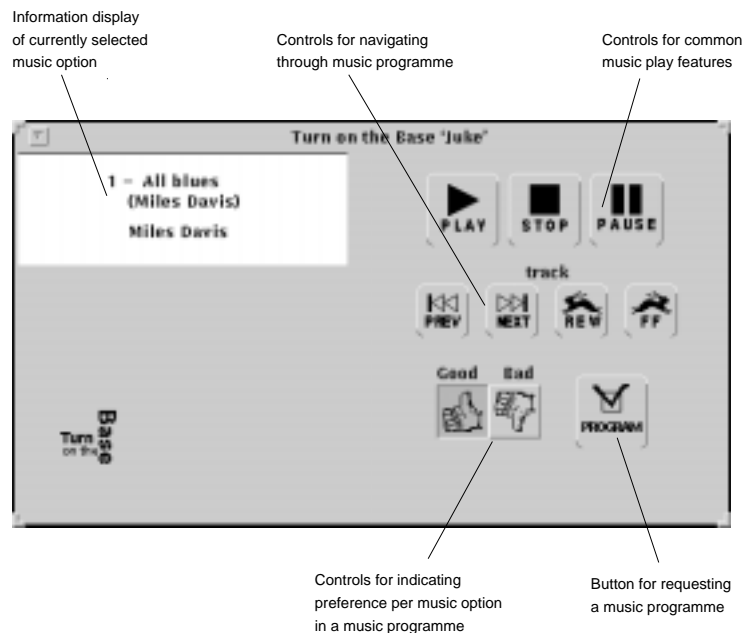 Information display
of currently selected
music option
Controls for navigating
through music programme
Controls for common
music play features
Turn on the Base 'Juke'
1 - All blues
(Miles Davis)
Miles Davis
PLAY
STOP
PAUSE
track
PREV
NEXT
REW
FF
Good
Bad
PROGRAM
Turn
on the
Base
Controls for indicating
preference per music option
in a music programme
Button for requesting
a music programme